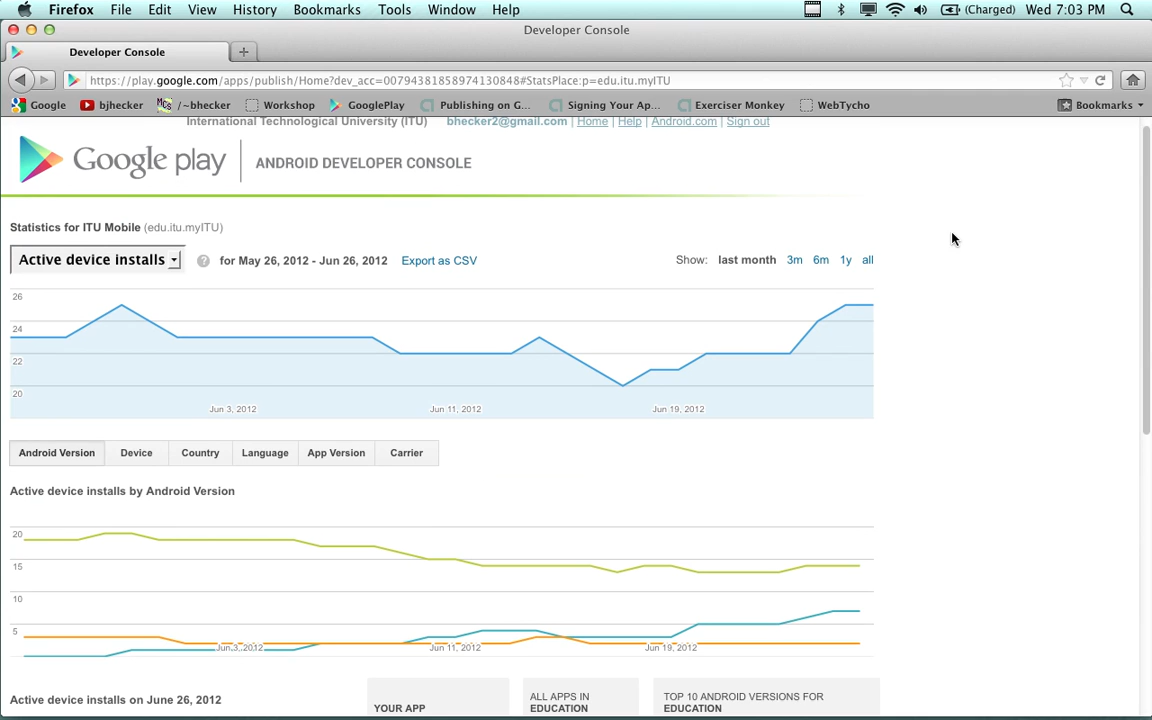 Firefox File Edit View History Bookmarks Tools Window Help (Charged) Wed 7:03 PM
Developer Console
Developer Console
https://play.google.com/apps/publish/Home?dev_acc=00794381858974130848#StatsPlace:p=edu.itu.myITU
Google bjhecker /~bhecker Workshop GooglePlay Publishing on G... Signing Your Ap... Exerciser Monkey WebTycho Bookmarks
International Technological University (ITU) bhecker2@gmail.com | Home | Help | Android.com | Sign out
Google play ANDROID DEVELOPER CONSOLE
Statistics for ITU Mobile (edu.itu.myITU)
Active device installs ? for May 26, 2012 - Jun 26, 2012 Export as CSV Show: last month 3m 6m 1y all
26
24
22
20
Jun 3, 2012 Jun 11, 2012 Jun 19, 2012
Android Version Device Country Language App Version Carrier
Active device installs by Android Version
20
15
10
5
Jun 3, 2012 Jun 11, 2012 Jun 19, 2012
Active device installs on June 26, 2012
YOUR APP
ALL APPS IN
EDUCATION
TOP 10 ANDROID VERSIONS FOR
EDUCATION